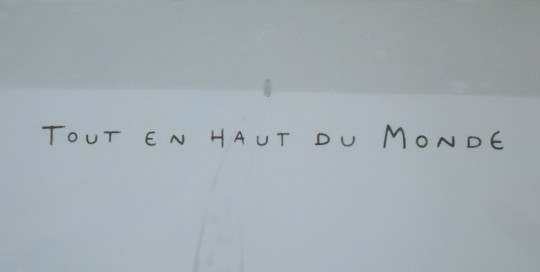 Tout en haut du Monde